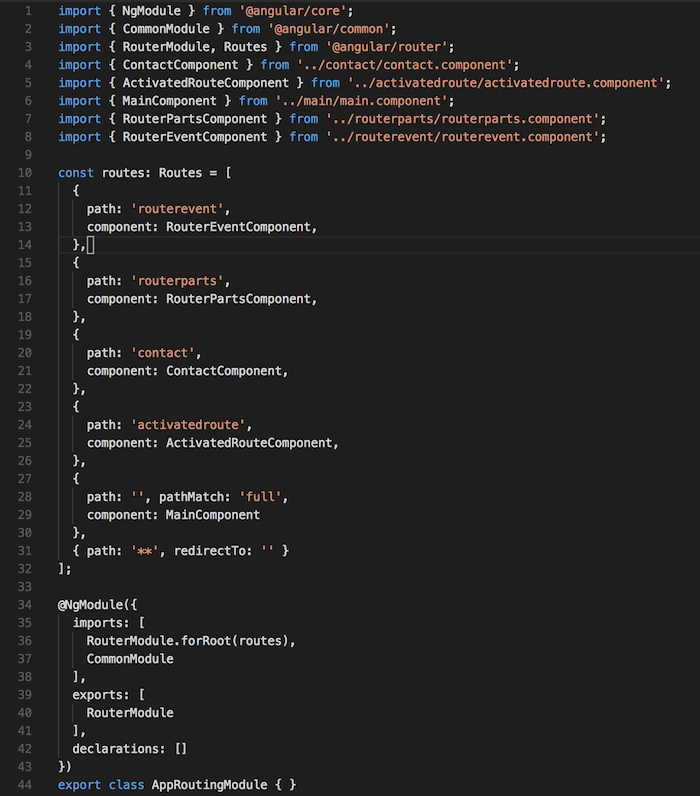 1 import { NgModule } from '@angular/core';
2 import { CommonModule } from '@angular/common';
3 import { RouterModule, Routes } from '@angular/router';
4 import { ContactComponent } from '../contact/contact.component';
5 import { ActivatedRouteComponent } from '../activatedroute/activatedroute.component';
6 import { MainComponent } from '../main/main.component';
7 import { RouterPartsComponent } from '../routerparts/routerparts.component';
8 import { RouterEventComponent } from '../routerevent/routerevent.component';
9
10 const routes: Routes = [
11   {
12     path: 'routerevent',
13     component: RouterEventComponent,
14   },
15   {
16     path: 'routerparts',
17     component: RouterPartsComponent,
18   },
19   {
20     path: 'contact',
21     component: ContactComponent,
22   },
23   {
24     path: 'activatedroute',
25     component: ActivatedRouteComponent,
26   },
27   {
28     path: '', pathMatch: 'full',
29     component: MainComponent
30   },
31   { path: '**', redirectTo: '' }
32 ];
33
34 @NgModule({
35   imports: [
36     RouterModule.forRoot(routes),
37     CommonModule
38   ],
39   exports: [
40     RouterModule
41   ],
42   declarations: []
43 })
44 export class AppRoutingModule { }